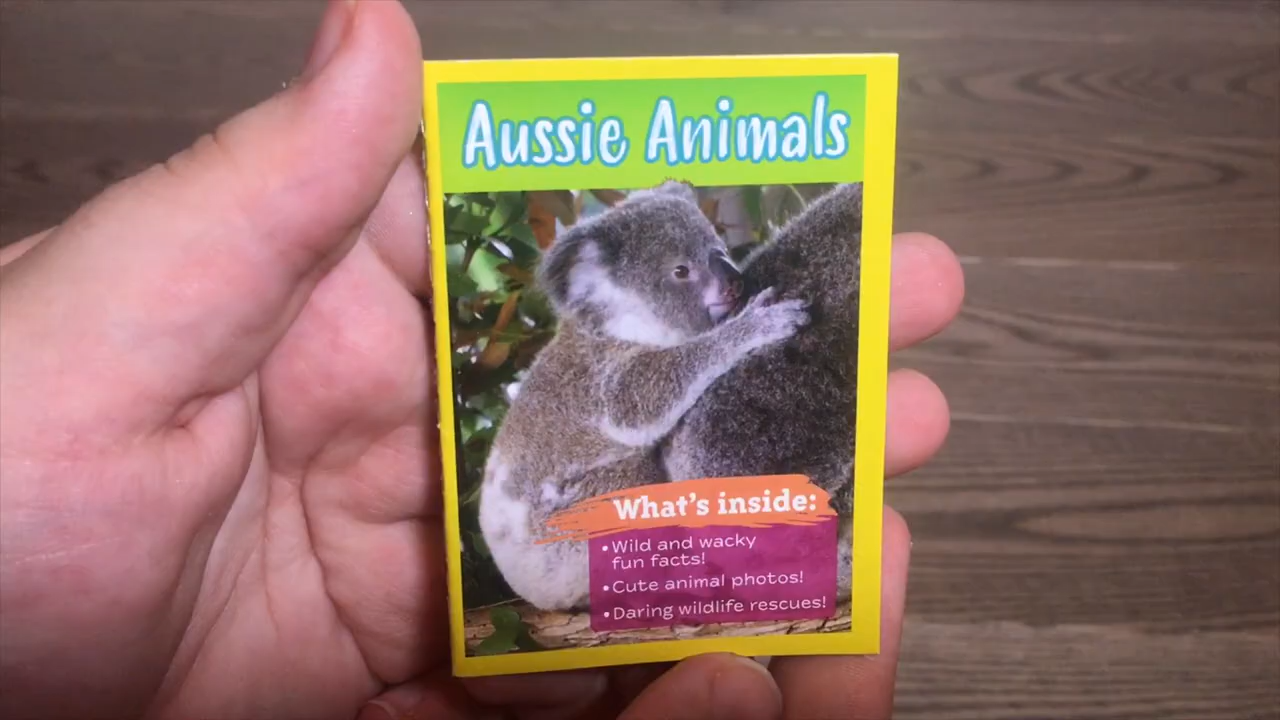 Aussie Animals
What's inside:
• Wild and wacky
fun facts!
• Cute animal photos!
• Daring wildlife rescues!